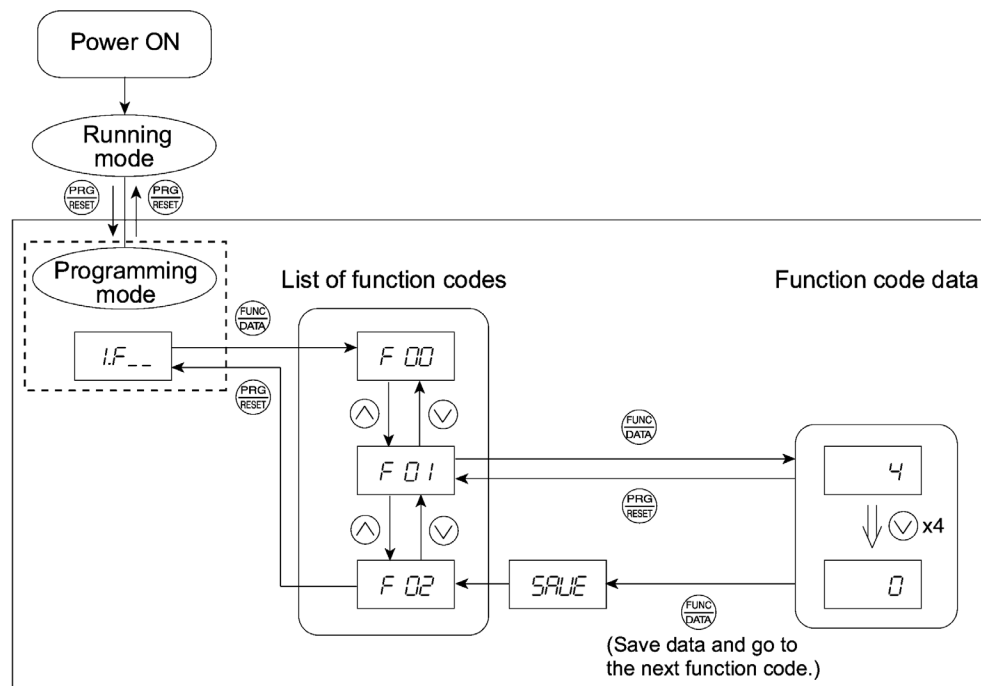 Power ON
Running
mode
PRG
RESET
PRG
RESET
Programming
mode
1.F__
FUNC
DATA
PRG
RESET
List of function codes
F 00
F 01
F 02
FUNC
DATA
PRG
RESET
SAVE
FUNC
DATA
(Save data and go to
the next function code.)
Function code data
4
x4
0